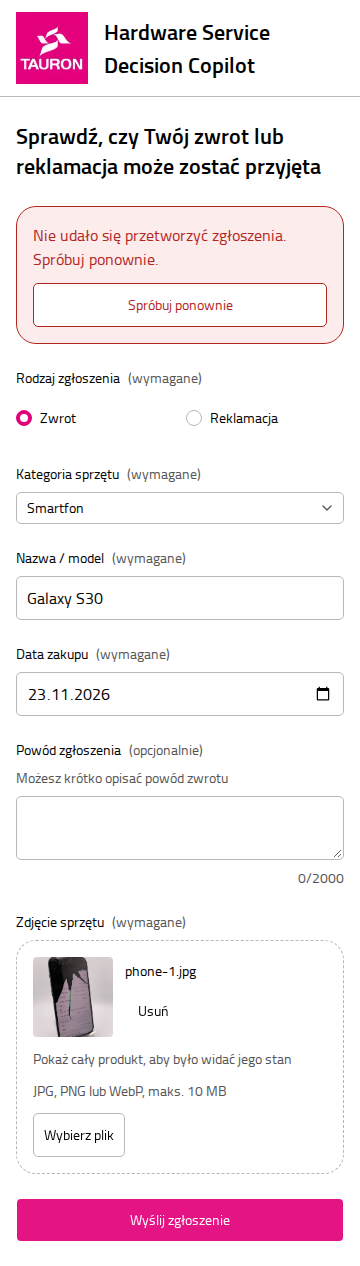 TAURON
Hardware Service
Decision Copilot
Sprawdź, czy Twój zwrot lub
reklamacja może zostać przyjęta
Nie udało się przetworzyć zgłoszenia.
Spróbuj ponownie.
Spróbuj ponownie
Rodzaj zgłoszenia (wymagane)
Zwrot Reklamacja
Kategoria sprzętu (wymagane)
Smartfon
Nazwa / model (wymagane)
Galaxy S30
Data zakupu (wymagane)
23.11.2026
Powód zgłoszenia (opcjonalnie)
Możesz krótko opisać powód zwrotu
0/2000
Zdjęcie sprzętu (wymagane)
phone-1.jpg
Usuń
Pokaż cały produkt, aby było widać jego stan
JPG, PNG lub WebP, maks. 10 MB
Wybierz plik
Wyślij zgłoszenie